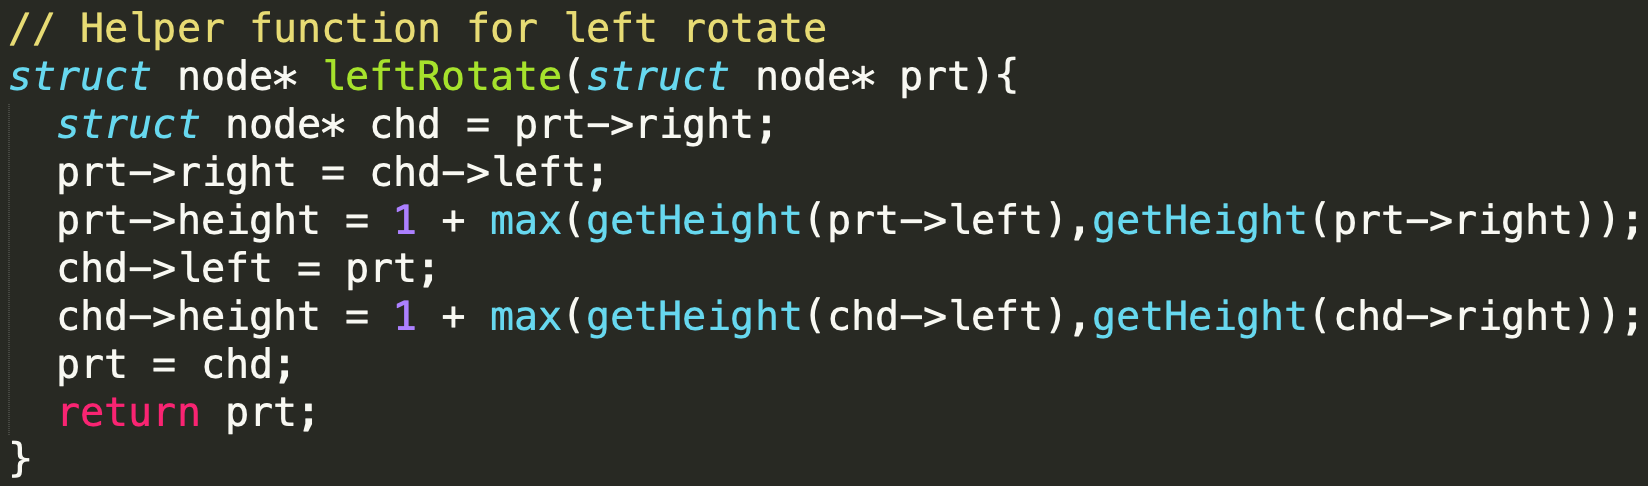 // Helper function for left rotate
struct node* leftRotate(struct node* prt){
  struct node* chd = prt->right;
  prt->right = chd->left;
  prt->height = 1 + max(getHeight(prt->left),getHeight(prt->right));
  chd->left = prt;
  chd->height = 1 + max(getHeight(chd->left),getHeight(chd->right));
  prt = chd;
  return prt;
}